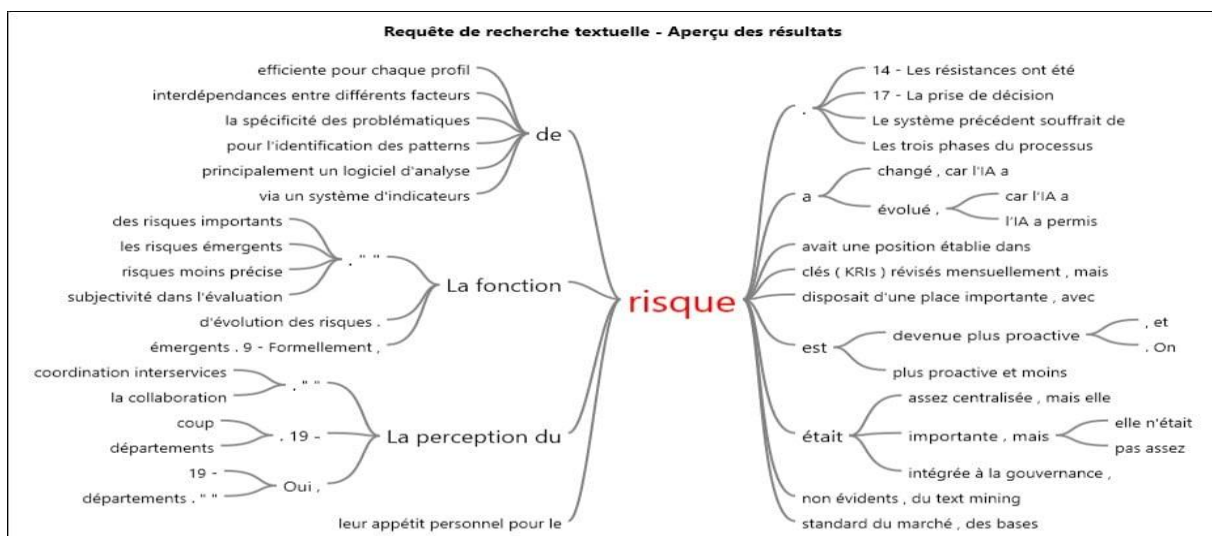 Requête de recherche textuelle - Aperçu des résultats
efficiente pour chaque profil
interdépendances entre différents facteurs
la spécificité des problématiques
pour l'identification des patterns
principalement un logiciel d'analyse
via un système d'indicateurs
de
des risques importants
les risques émergents
risques moins précise
subjectivité dans l'évaluation
. " "
d'évolution des risques .
émergents . 9 - Formellement ,
La fonction
coordination interservices
la collaboration
. " "
coup
départements
. 19 -
19 -
départements . " "
Oui ,
La perception du
leur appétit personnel pour le
risque
.
14 - Les résistances ont été
17 - La prise de décision
Le système précédent souffrait de
Les trois phases du processus
a
changé , car l'IA a
évolué ,
car l'IA a
l'IA a permis
avait une position établie dans
clés ( KRIs ) révisés mensuellement , mais
disposait d'une place importante , avec
est
devenue plus proactive
, et
. On
plus proactive et moins
était
assez centralisée , mais elle
importante , mais
elle n'était
pas assez
intégrée à la gouvernance ,
non évidents , du text mining
standard du marché , des bases